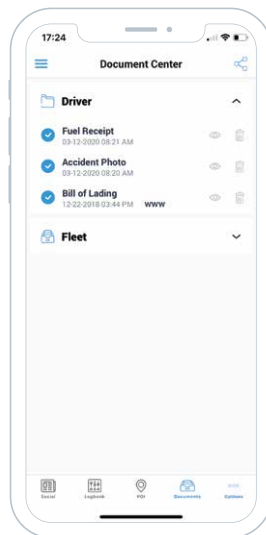 17:24
Document Center
Driver
Fuel Receipt
03-12-2020 08:21 AM
Accident Photo
03-12-2020 08:20 AM
Bill of Lading
12-22-2018 03:44 PM www
Fleet
Social Logbook POI Documents Options